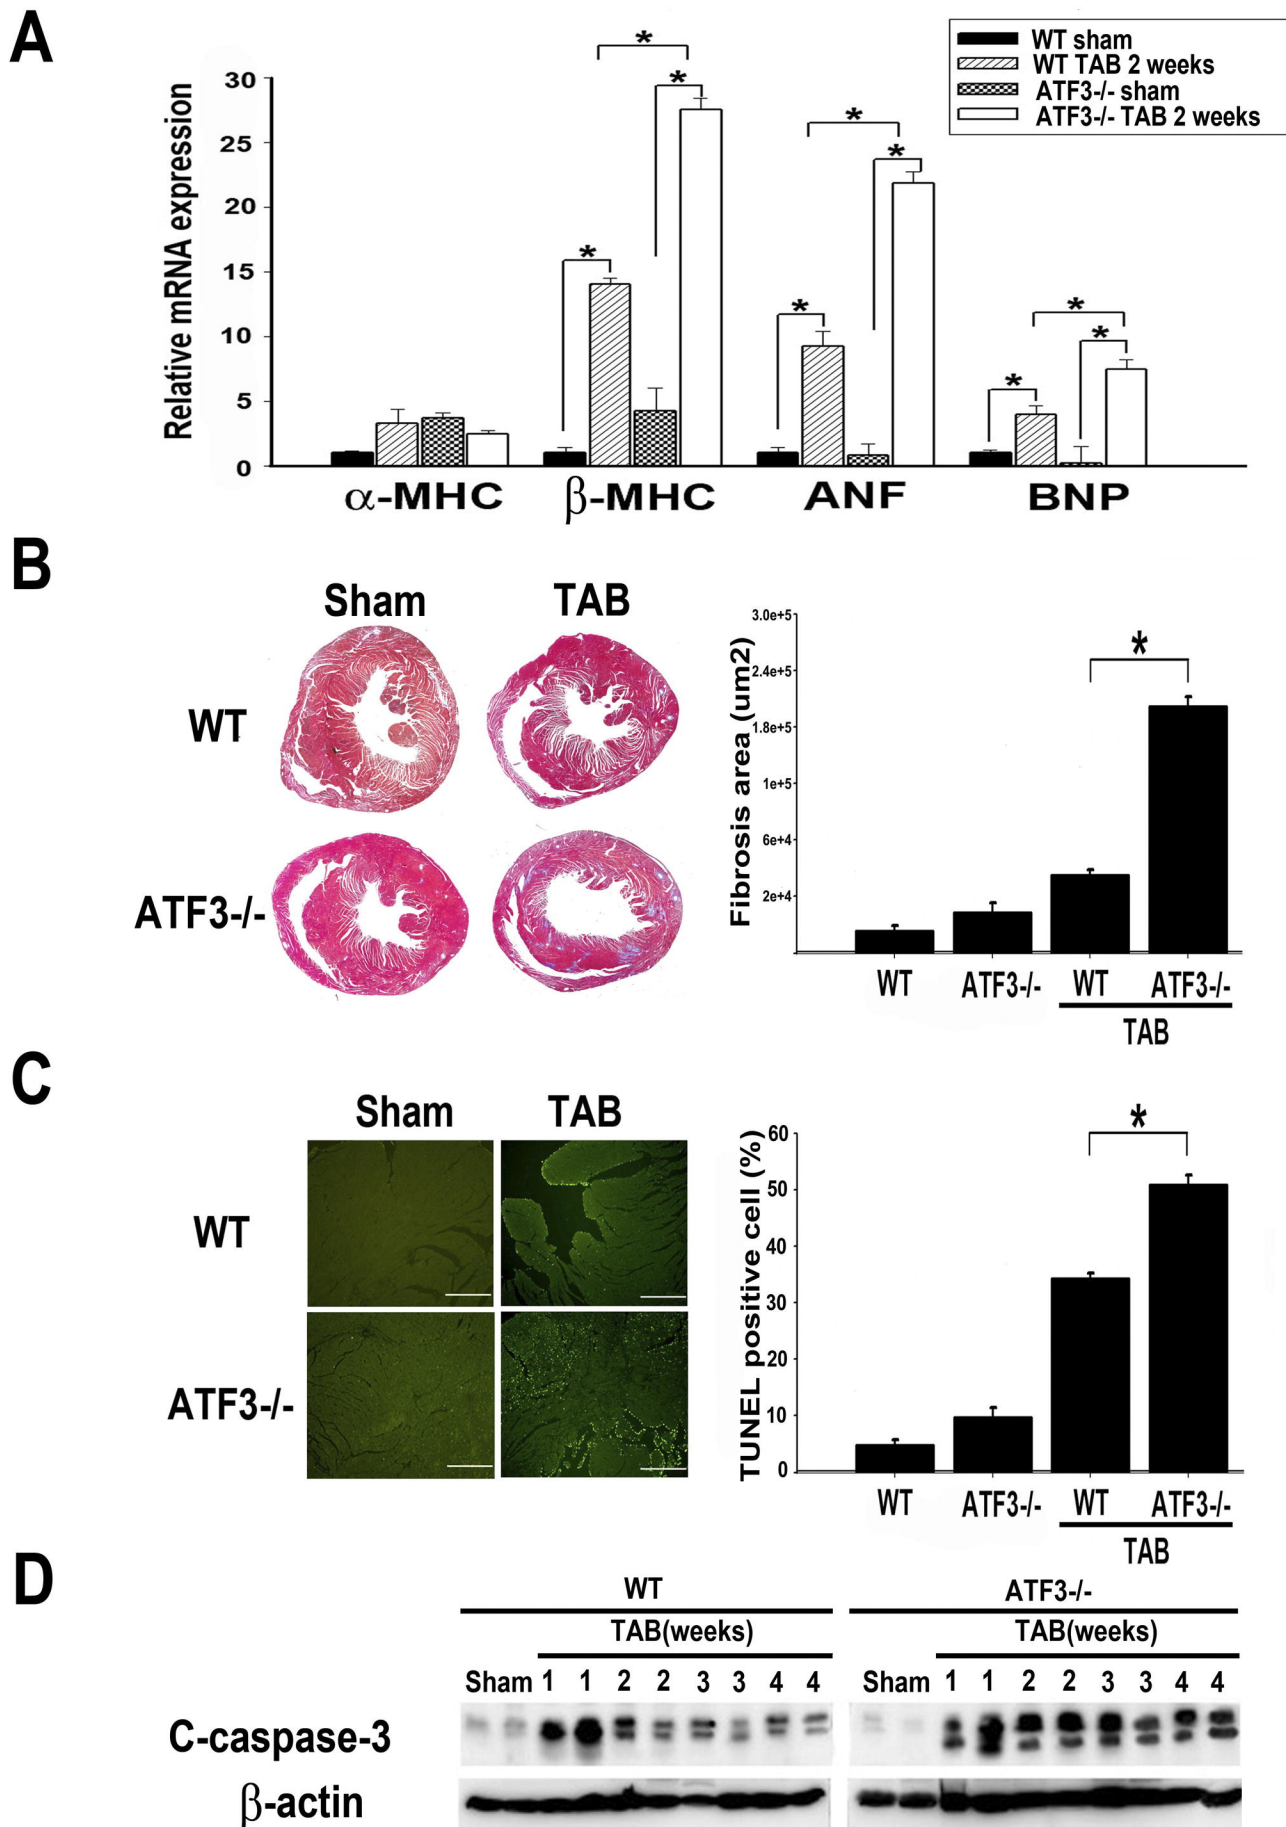 A
WT sham
WT TAB 2 weeks
ATF3-/- sham
ATF3-/- TAB 2 weeks
Relative mRNA expression
30
25
20
15
10
5
0
* * * * * * * * *
α-MHC β-MHC ANF BNP
B
Sham TAB
WT
ATF3-/-
Fibrosis area (um2)
3.0e+5
2.4e+5
1.8e+5
1e+5
6e+4
2e+4
*
WT ATF3-/- WT ATF3-/-
TAB
C
Sham TAB
WT
ATF3-/-
TUNEL positive cell (%)
60
50
40
30
20
10
0
*
WT ATF3-/- WT ATF3-/-
TAB
D
WT ATF3-/-
TAB(weeks) TAB(weeks)
Sham 1 1 2 2 3 3 4 4 Sham 1 1 2 2 3 3 4 4
C-caspase-3
β-actin